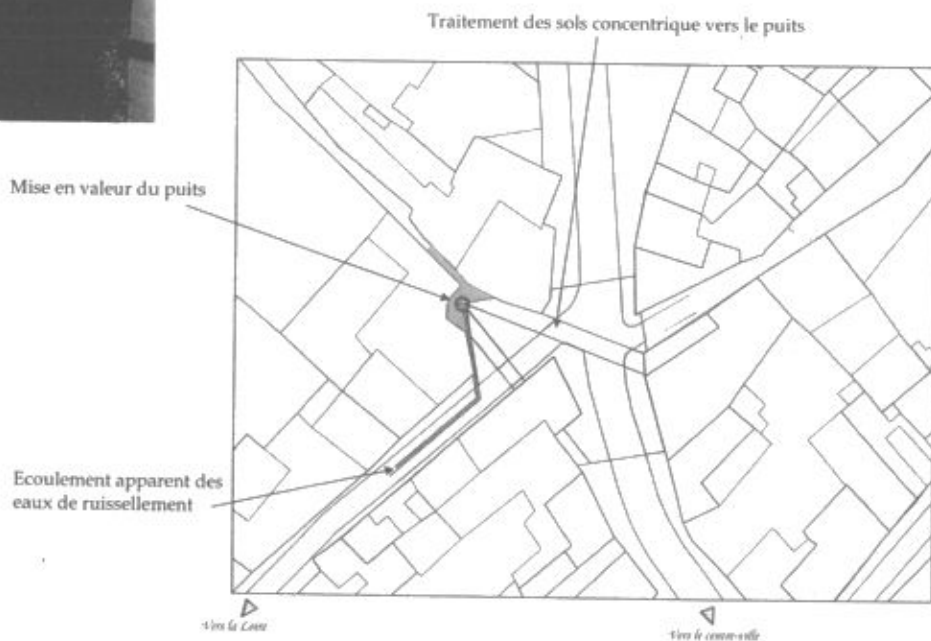 Traitement des sols concentrique vers le puits
Mise en valeur du puits
Ecoulement apparent des
eaux de ruissellement
Vers la Loire
Vers le centre-ville